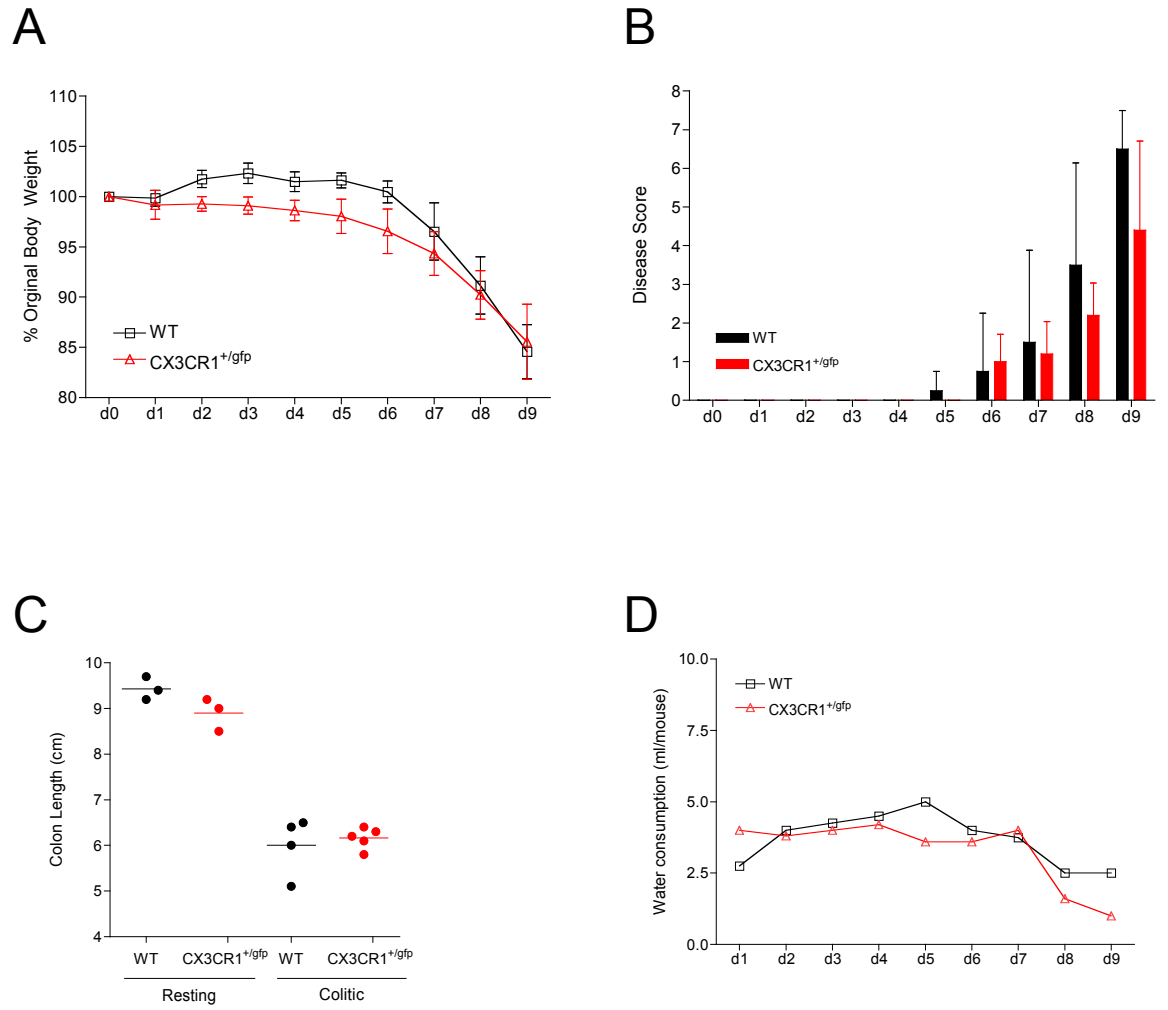 A
% Orginal Body Weight
110
105
100
95
90
85
80
WT
CX3CR1+/gfp
d0 d1 d2 d3 d4 d5 d6 d7 d8 d9
B
Disease Score
8
7
6
5
4
3
2
1
0
WT
CX3CR1+/gfp
d0 d1 d2 d3 d4 d5 d6 d7 d8 d9
C
Colon Length (cm)
10
9
8
7
6
5
4
WT CX3CR1+/gfp WT CX3CR1+/gfp
Resting Colitic
D
Water consumption (ml/mouse)
10.0
7.5
5.0
2.5
0.0
WT
CX3CR1+/gfp
d1 d2 d3 d4 d5 d6 d7 d8 d9